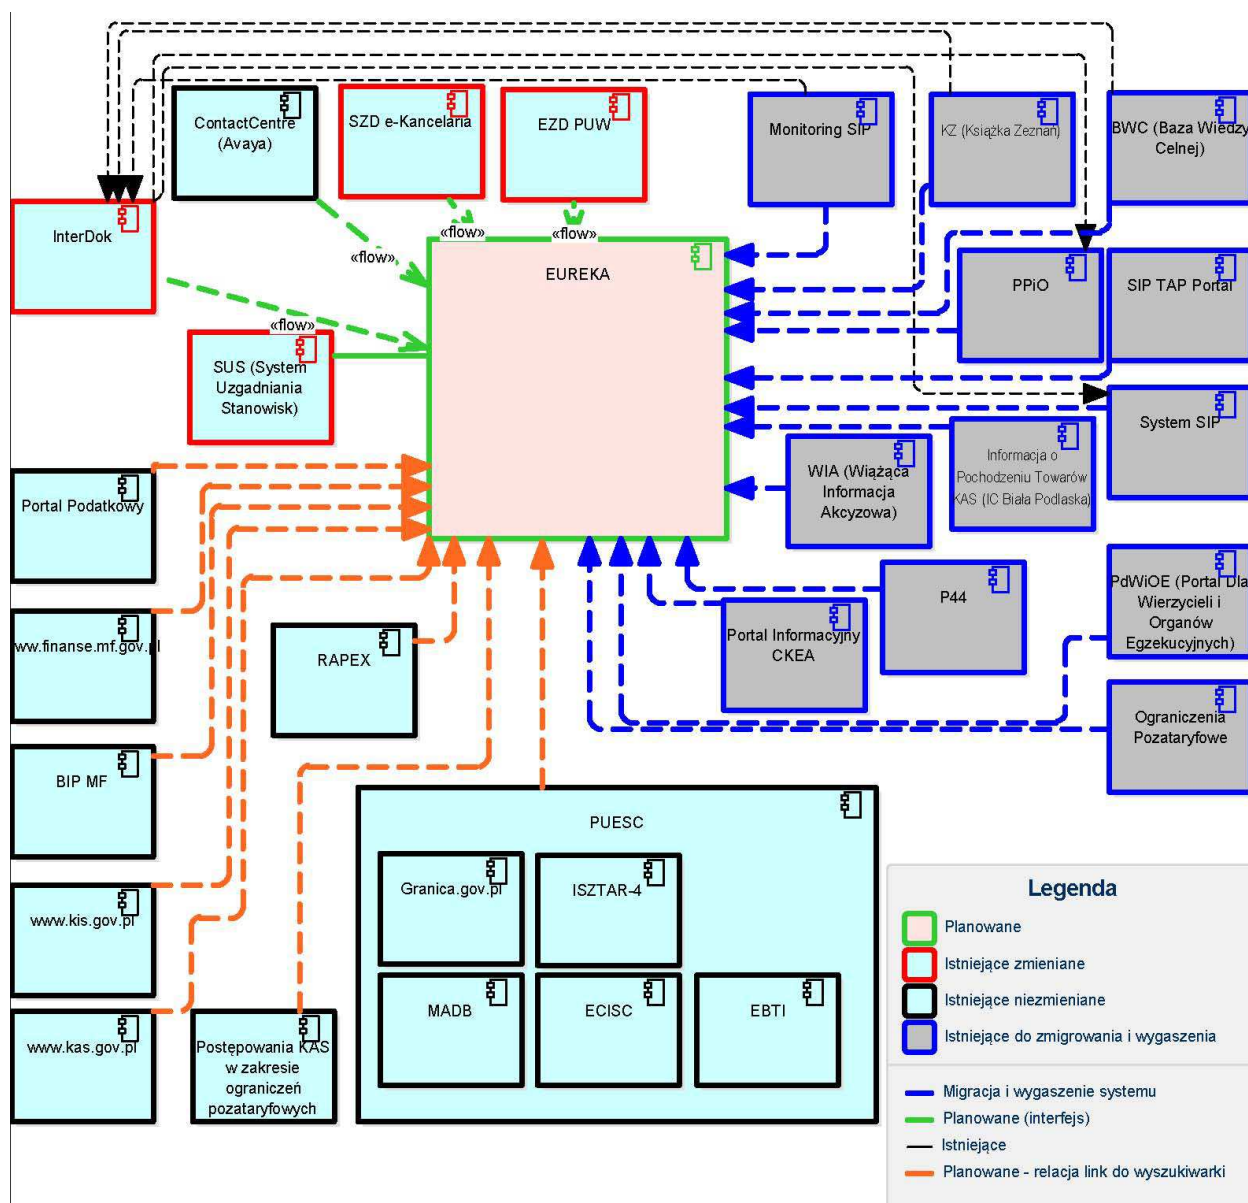 ContactCentre
(Avaya)
SZD e-Kancelaria
EZD PUW
Monitoring SIP
KZ (Książka Zeznań)
BWC (Baza Wiedzy
Celnej)
InterDok
«flow»
«flow»
«flow»
EUREKA
PPiO
SIP TAP Portal
«flow»
SUS (System
Uzgadniania
Stanowisk)
System SIP
WIA (Wiążąca
Informacja
Akcyzowa)
Informacja o
Pochodzeniu Towarów
KAS (IC Biała Podlaska)
Portal Podatkowy
ww.finanse.mf.gov.pl
RAPEX
Portal Informacyjny
CKEA
P44
PdWiOE (Portal Dla
Wierzycieli i
Organów
Egzekucyjnych)
Ograniczenia
Pozataryfowe
BIP MF
PUESC
Granica.gov.pl
ISZTAR-4
www.kis.gov.pl
MADB
ECISC
EBTI
www.kas.gov.pl
Postępowania KAS
w zakresie
ograniczeń
pozataryfowych
Legenda
Planowane
Istniejące zmieniane
Istniejące niezmieniane
Istniejące do zmigrowania i wygaszenia
Migracja i wygaszenie systemu
Planowane (interfejs)
Istniejące
Planowane - relacja link do wyszukiwarki